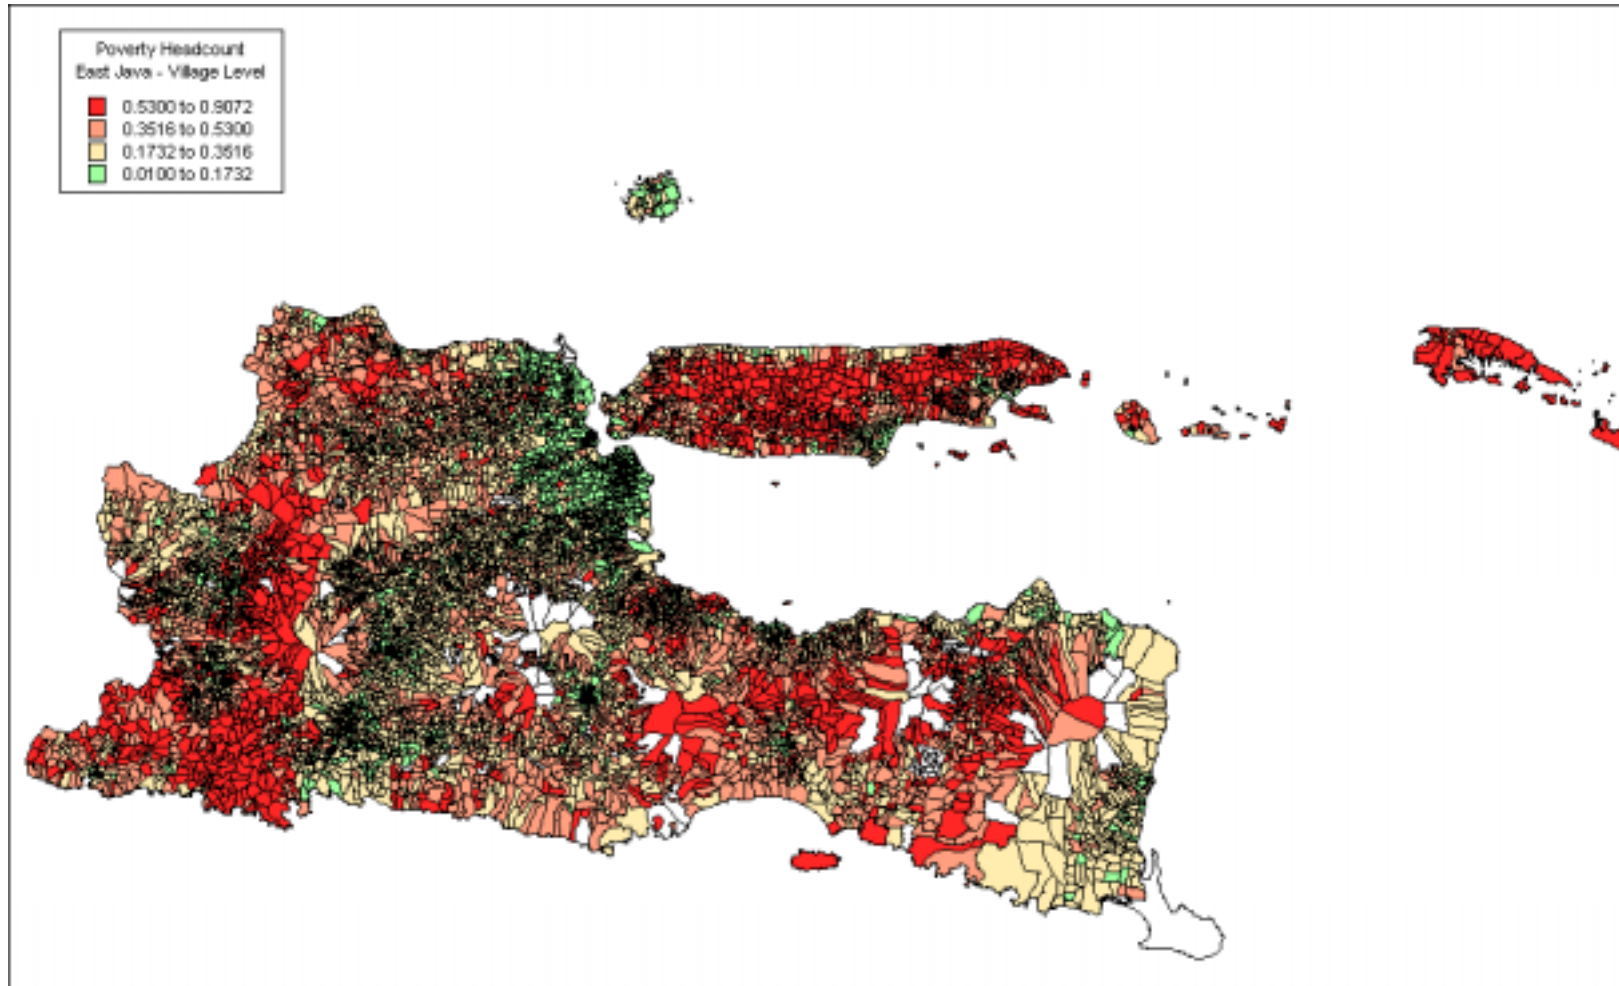 Poverty Headcount
East Java - Village Level
0.5300 to 0.9072
0.3516 to 0.5300
0.1732 to 0.3516
0.0100 to 0.1732